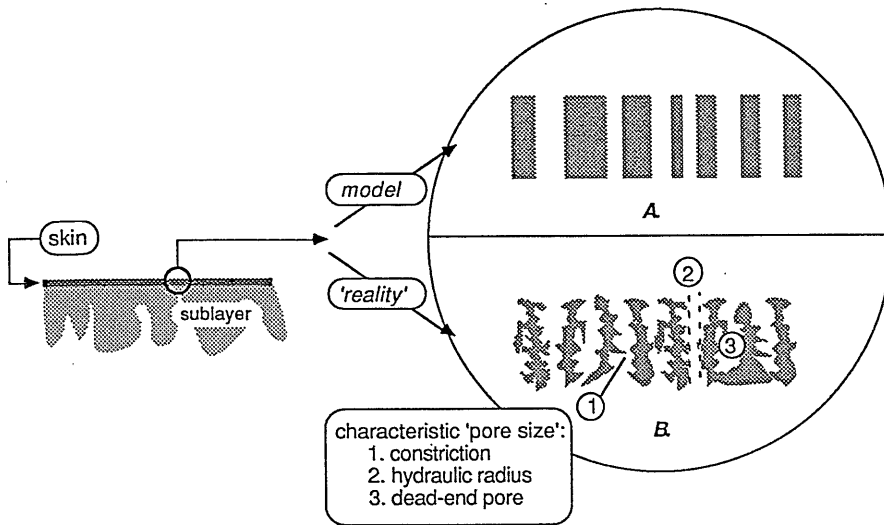 model
A.
skin
'reality'
sublayer
2
3
1
B.
characteristic 'pore size':
1. constriction
2. hydraulic radius
3. dead-end pore